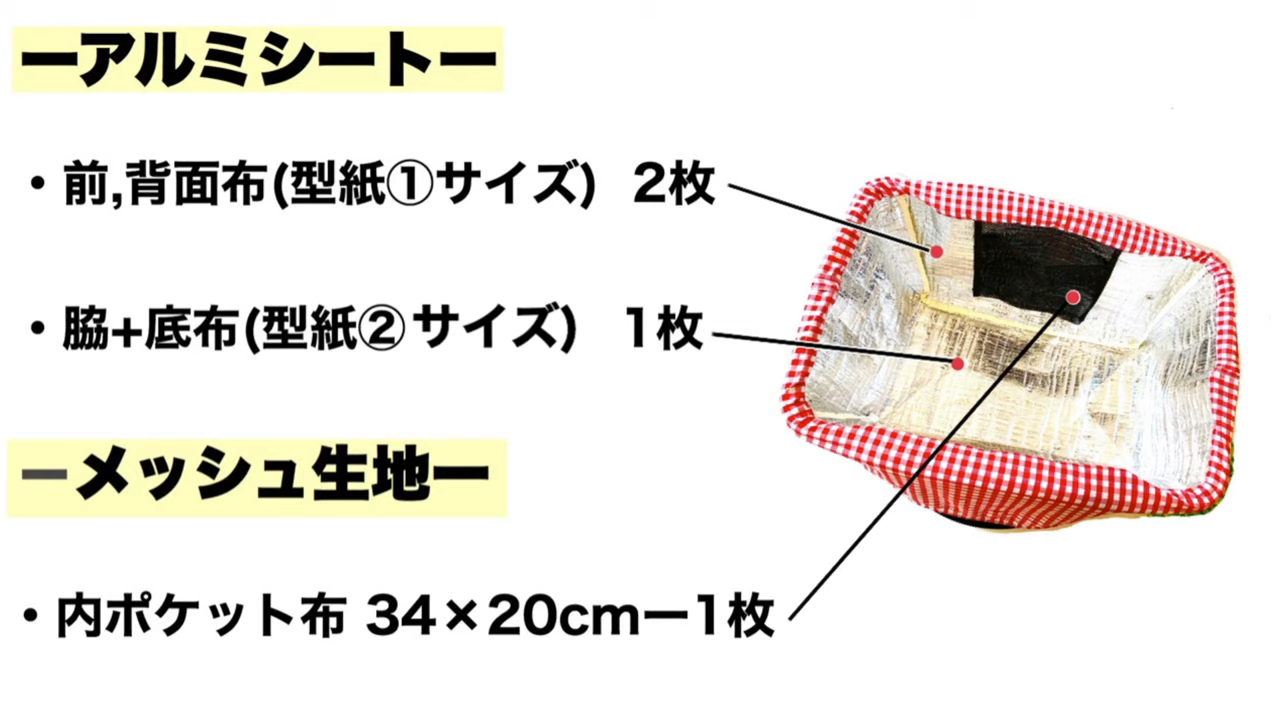 ーアルミシートー
・前,背面布(型紙①サイズ) 2枚
・脇+底布(型紙②サイズ) 1枚
ーメッシュ生地ー
・内ポケット布 34×20cmー1枚